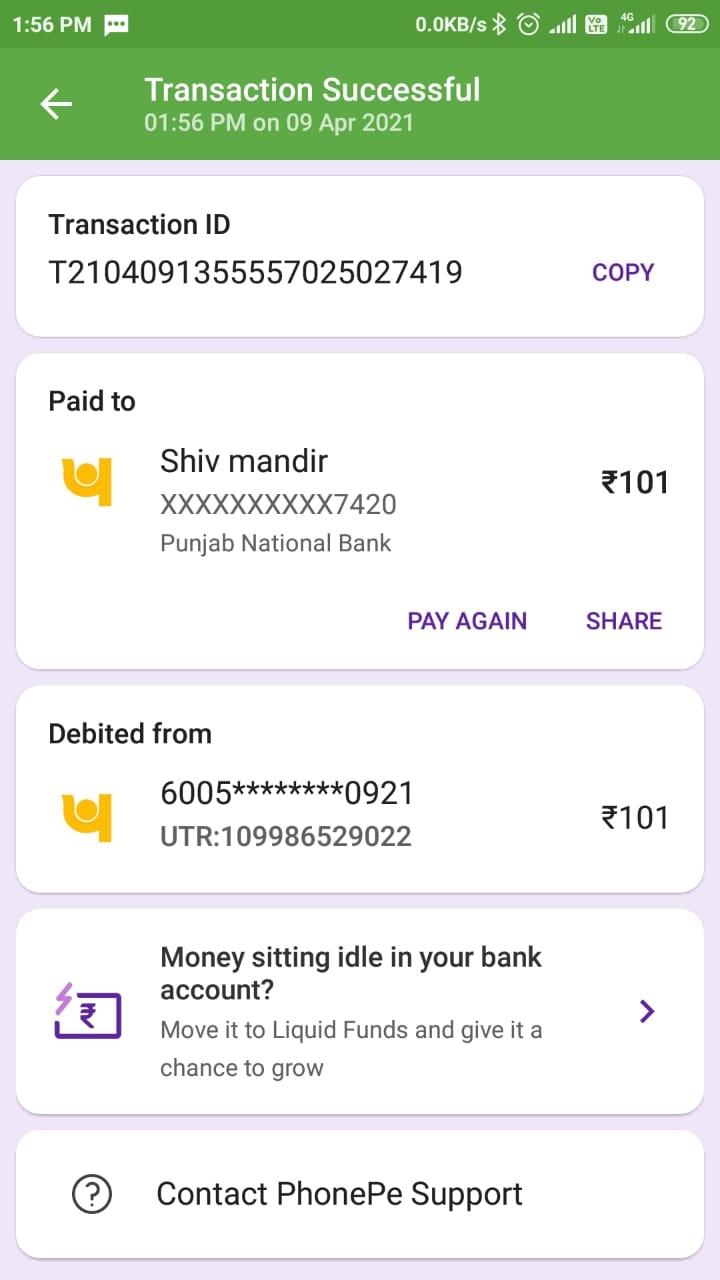 1:56 PM
0.0KB/s
Vo
LTE
4G
92
Transaction Successful
01:56 PM on 09 Apr 2021
Transaction ID
T2104091355557025027419
COPY
Paid to
Shiv mandir
₹101
XXXXXXXXXX7420
Punjab National Bank
PAY AGAIN
SHARE
Debited from
6005********0921
₹101
UTR:109986529022
Money sitting idle in your bank
account?
₹
Move it to Liquid Funds and give it a
chance to grow
?
Contact PhonePe Support